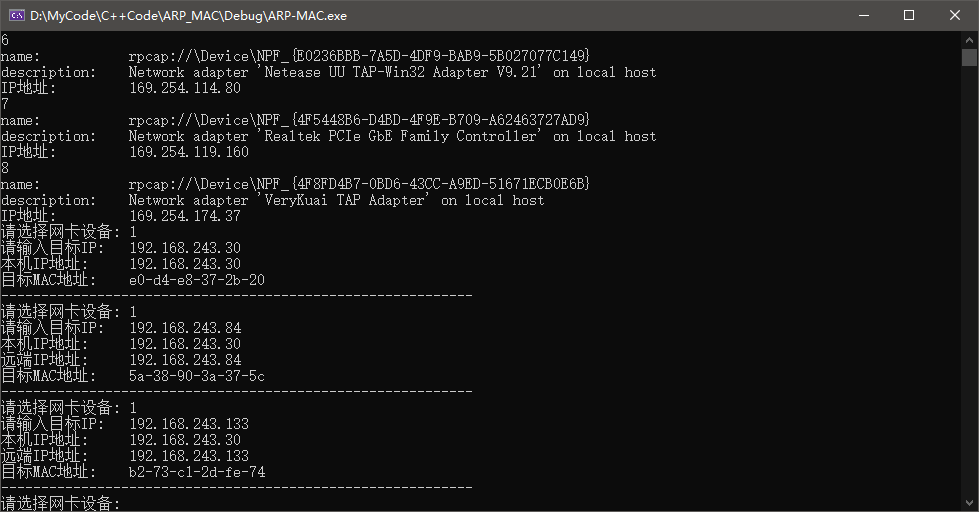 D:\MyCode\C++Code\ARP_MAC\Debug\ARP-MAC.exe
6
name: rpcap://\Device\NPF_{E0236BBB-7A5D-4DF9-BAB9-5B027077C149}
description: Network adapter 'Netease UU TAP-Win32 Adapter V9.21' on local host
IP地址: 169.254.114.80
7
name: rpcap://\Device\NPF_{4F5448B6-D4BD-4F9E-B709-A62463727AD9}
description: Network adapter 'Realtek PCIe GbE Family Controller' on local host
IP地址: 169.254.119.160
8
name: rpcap://\Device\NPF_{4F8FD4B7-0BD6-43CC-A9ED-51671ECB0E6B}
description: Network adapter 'VeryKuai TAP Adapter' on local host
IP地址: 169.254.174.37
请选择网卡设备: 1
请输入目标IP: 192.168.243.30
本机IP地址: 192.168.243.30
目标MAC地址: e0-d4-e8-37-2b-20
-----------------------------------------------------------
请选择网卡设备: 1
请输入目标IP: 192.168.243.84
本机IP地址: 192.168.243.30
远端IP地址: 192.168.243.84
目标MAC地址: 5a-38-90-3a-37-5c
-----------------------------------------------------------
请选择网卡设备: 1
请输入目标IP: 192.168.243.133
本机IP地址: 192.168.243.30
远端IP地址: 192.168.243.133
目标MAC地址: b2-73-c1-2d-fe-74
-----------------------------------------------------------
请选择网卡设备: